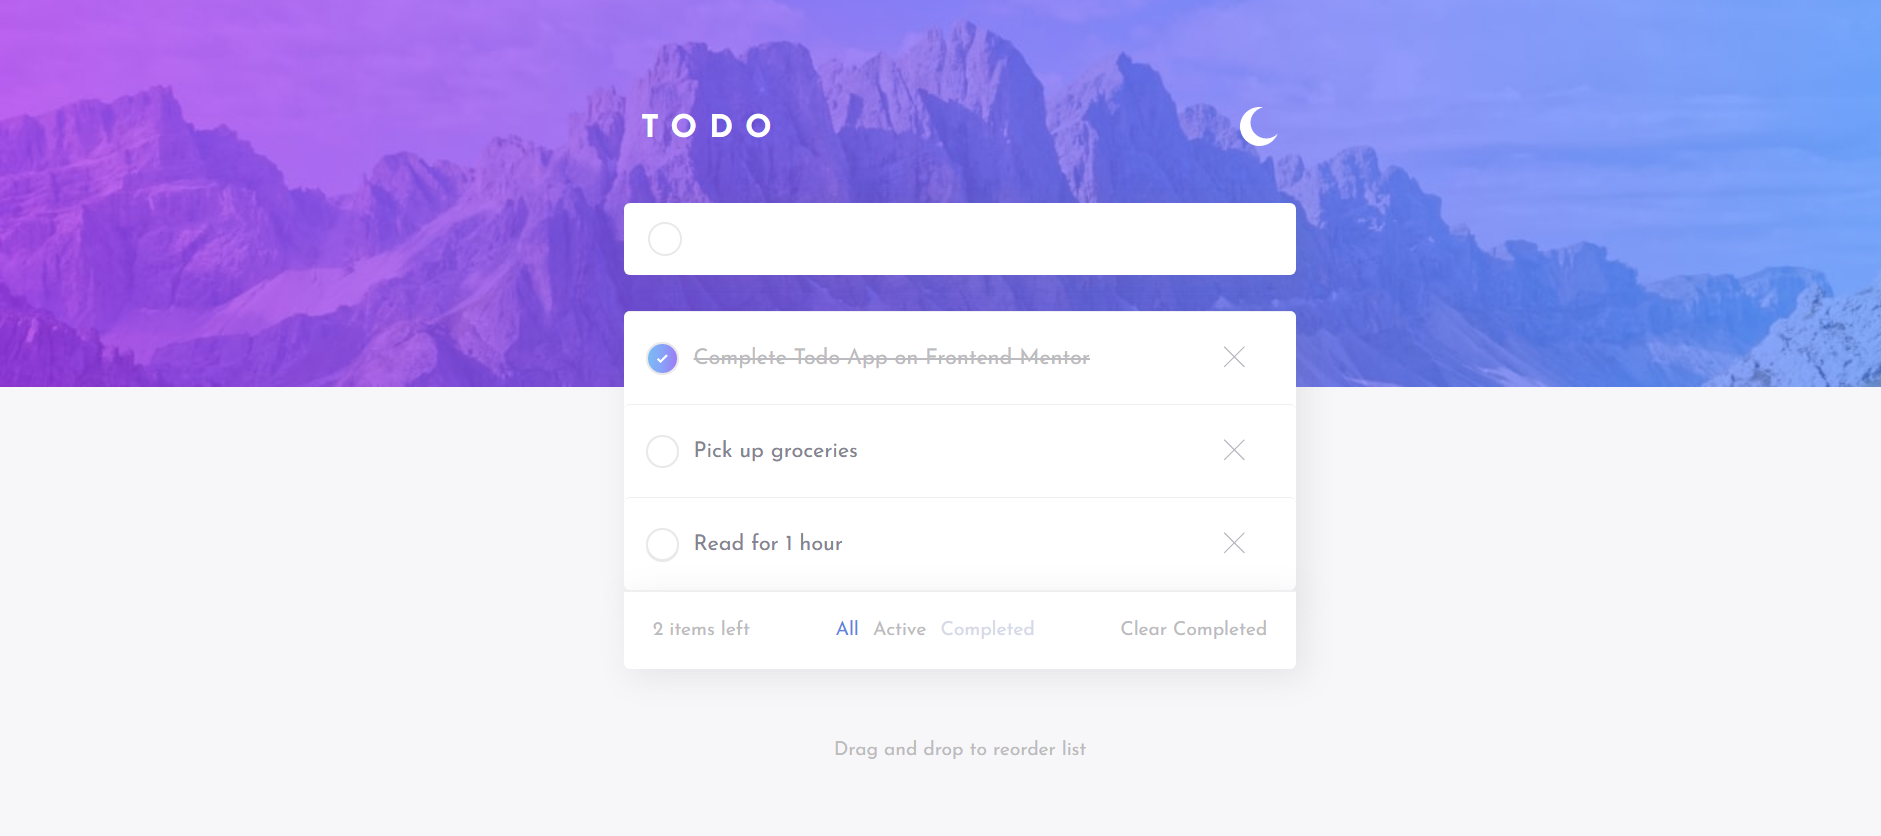 TODO
Complete Todo App on Frontend Mentor
Pick up groceries
Read for 1 hour
2 items left All Active Completed Clear Completed
Drag and drop to reorder list